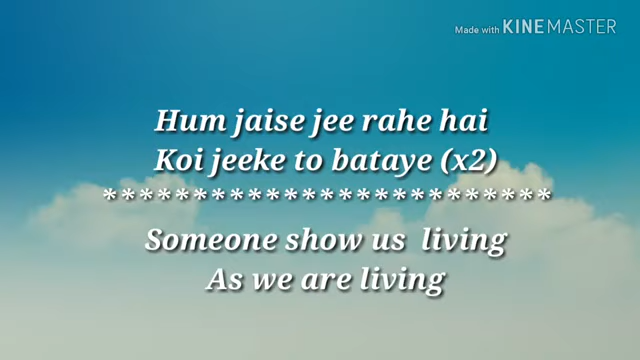 Made with KINEMASTER
Hum jaise jee rahe hai
Koi jeeke to bataye (x2)
*************************
Someone show us living
As we are living